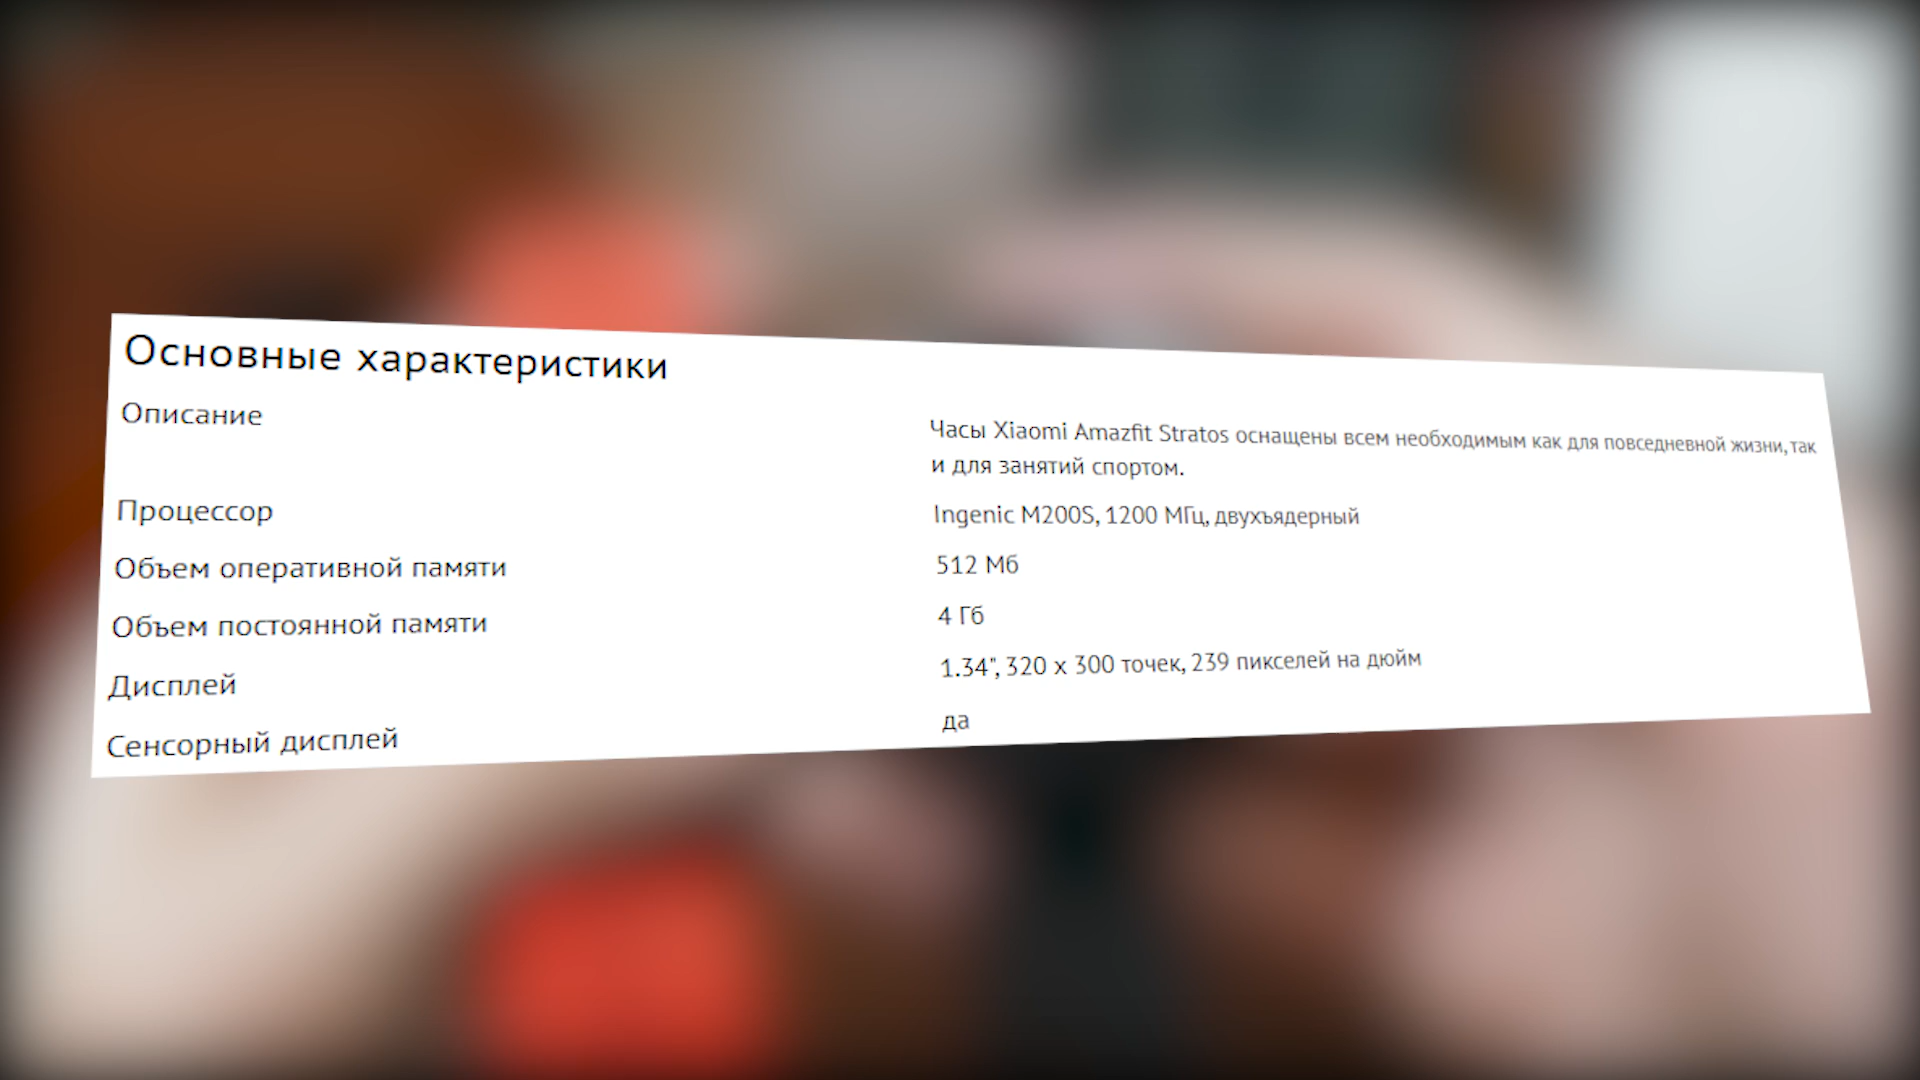 Основные характеристики
Описание
Часы Xiaomi Amazfit Stratos оснащены всем необходимым как для повседневной жизни, так
и для занятий спортом.
Процессор
Ingenic M200S, 1200 МГц, двухъядерный
Объем оперативной памяти
512 Мб
Объем постоянной памяти
4 Гб
Дисплей
1.34", 320 x 300 точек, 239 пикселей на дюйм
Сенсорный дисплей
да